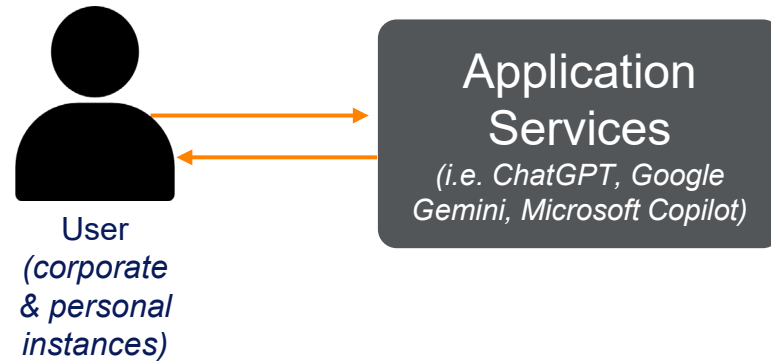 Application
Services
(i.e. ChatGPT, Google
Gemini, Microsoft Copilot)
User
(corporate
& personal
instances)